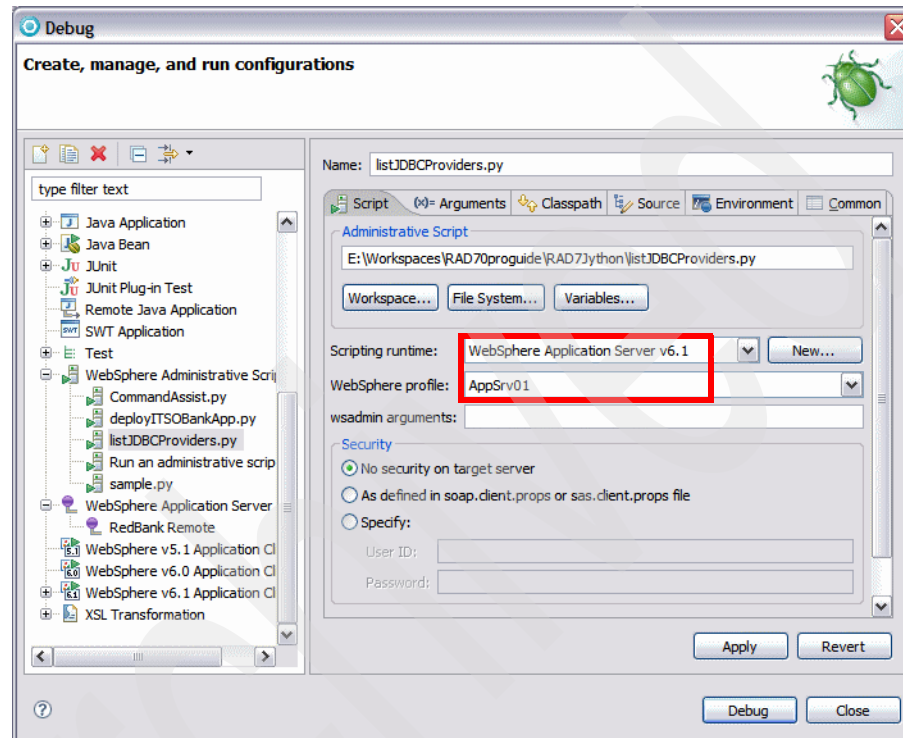 Debug
Create, manage, and run configurations
type filter text
Java Application
Java Bean
JUnit
JUnit Plug-in Test
Remote Java Application
SWT Application
Test
WebSphere Administrative Scrip
CommandAssist.py
deployITSOBankApp.py
listJDBCProviders.py
Run an administrative scrip
sample.py
WebSphere Application Server
RedBank Remote
WebSphere v5.1 Application Cl
WebSphere v6.0 Application Cl
WebSphere v6.1 Application Cl
XSL Transformation
Name: listJDBCProviders.py
Script (x)= Arguments Classpath Source Environment Common
Administrative Script
E:\Workspaces\RAD70proguide\RAD7Jython\listJDBCProviders.py
Workspace... File System... Variables...
Scripting runtime: WebSphere Application Server v6.1 New...
WebSphere profile: AppSrv01
wsadmin arguments:
Security
No security on target server
As defined in soap.client.props or sas.client.props file
Specify:
User ID:
Password:
Apply Revert
Debug Close